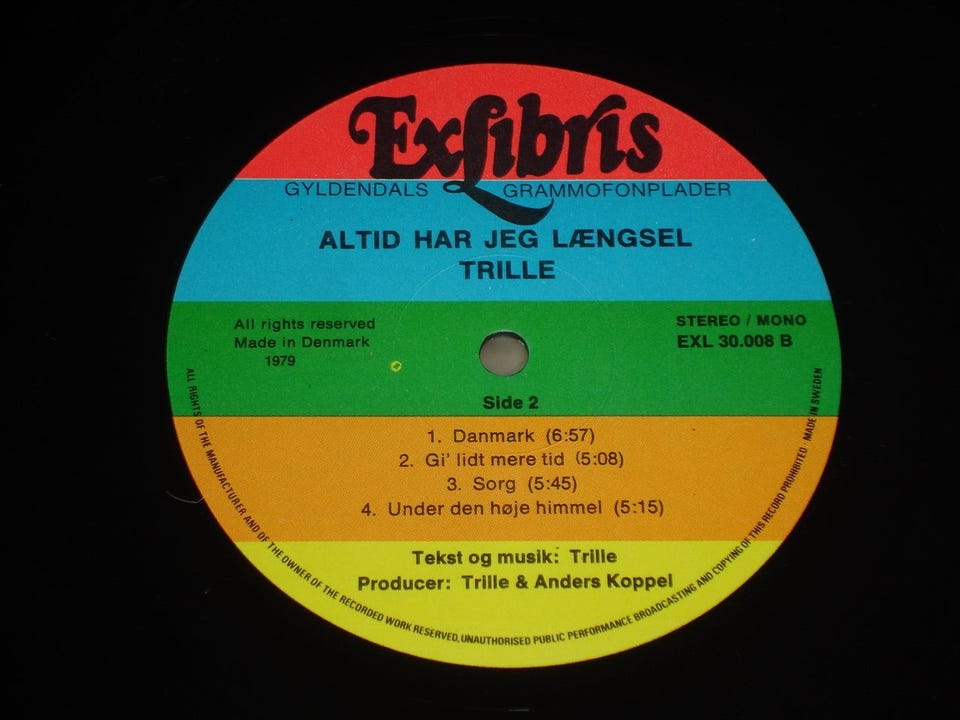 ExLibris
GYLDENDALS GRAMMOFONPLADER
ALTID HAR JEG LÆNGSEL
TRILLE
All rights reserved
Made in Denmark
1979
STEREO / MONO
EXL 30.008 B
Side 2
1. Danmark (6:57)
2. Gi' lidt mere tid (5:08)
3. Sorg (5:45)
4. Under den høje himmel (5:15)
Tekst og musik: Trille
Producer: Trille & Anders Koppel
ALL RIGHTS OF THE MANUFACTURER AND OF THE OWNER OF THE RECORDED WORK RESERVED, UNAUTHORISED PUBLIC PERFORMANCE BROADCASTING AND COPYING OF THIS RECORD PROHIBITED · MADE IN SWEDEN